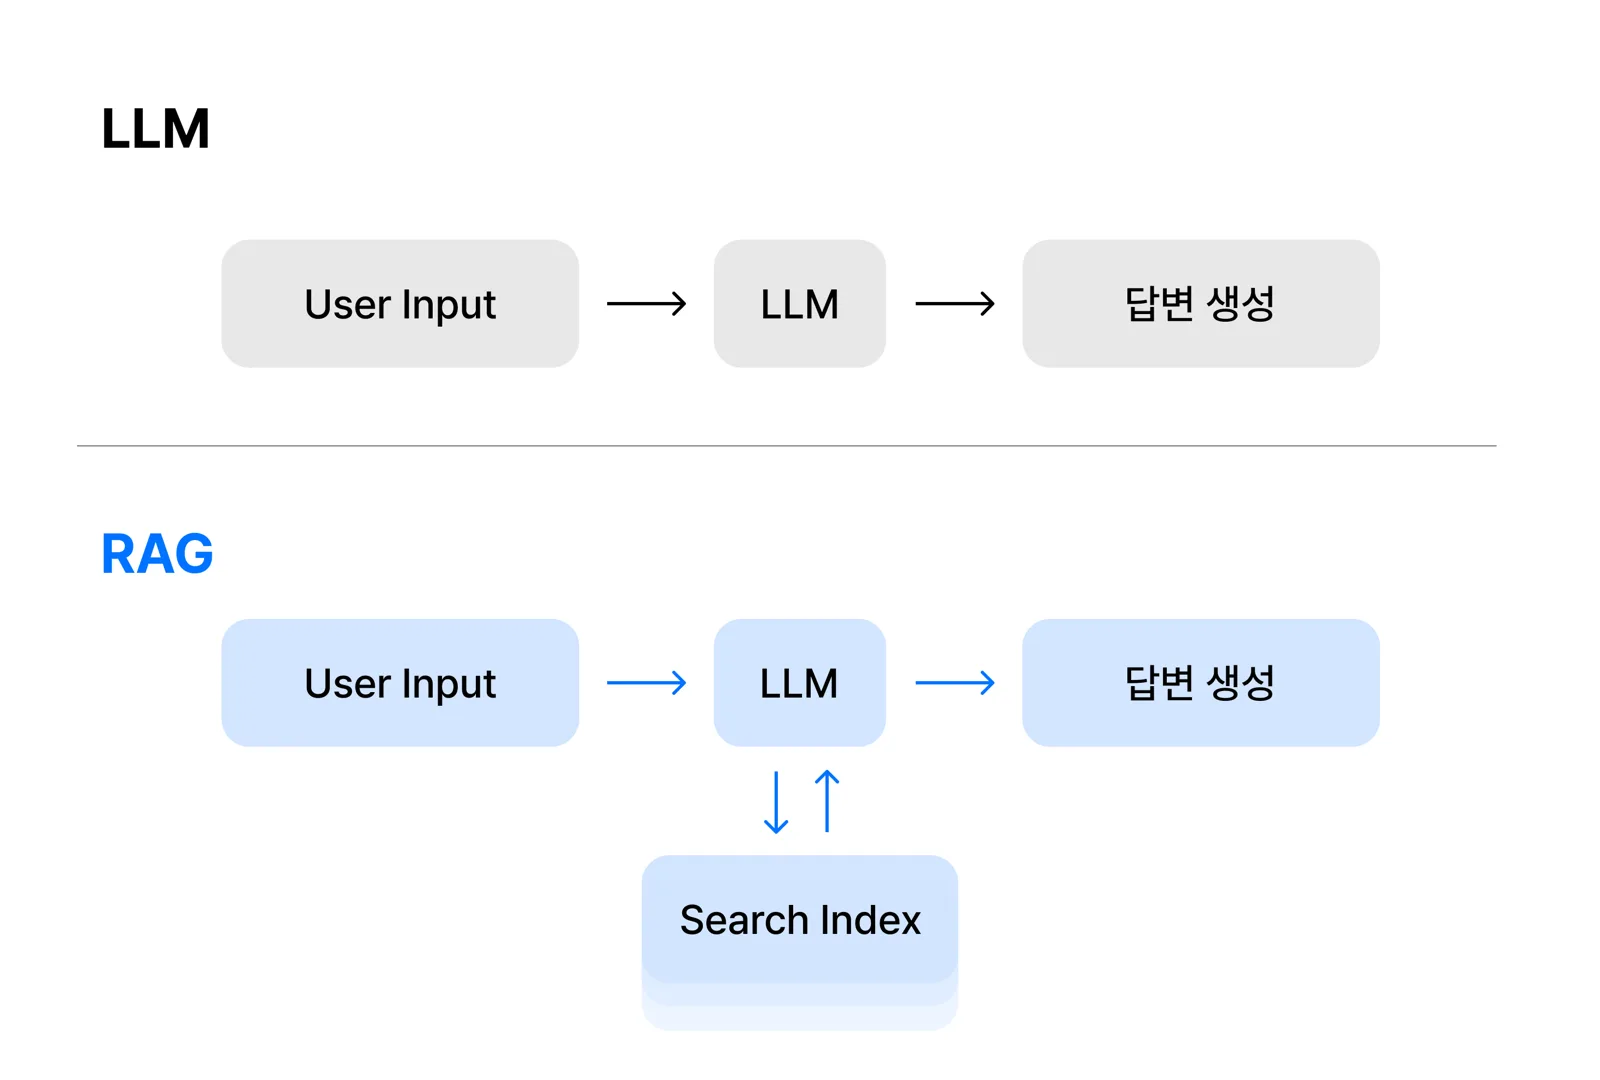 LLM
User Input
LLM
답변 생성
RAG
User Input
LLM
답변 생성
Search Index